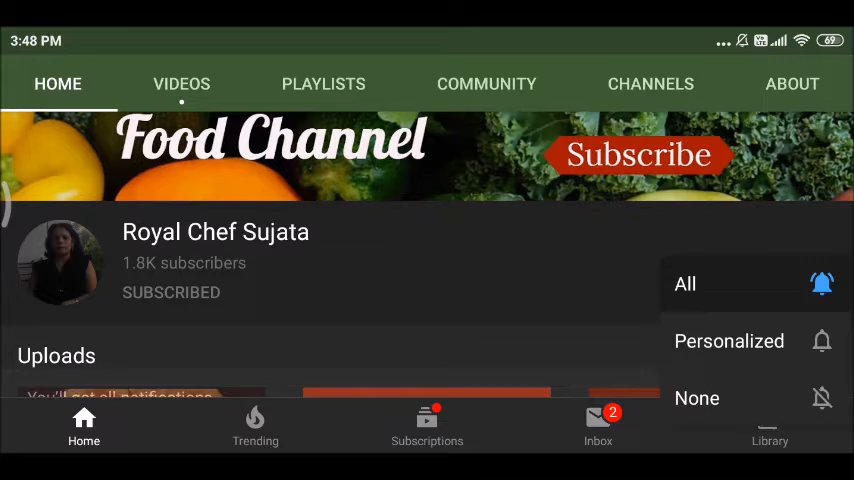 3:48 PM
69
HOME VIDEOS PLAYLISTS COMMUNITY CHANNELS ABOUT
Food Channel
Subscribe
Royal Chef Sujata
1.8K subscribers
SUBSCRIBED
All
Personalized
None
Uploads
You'll get all notifications
Home Trending Subscriptions Inbox Library
2